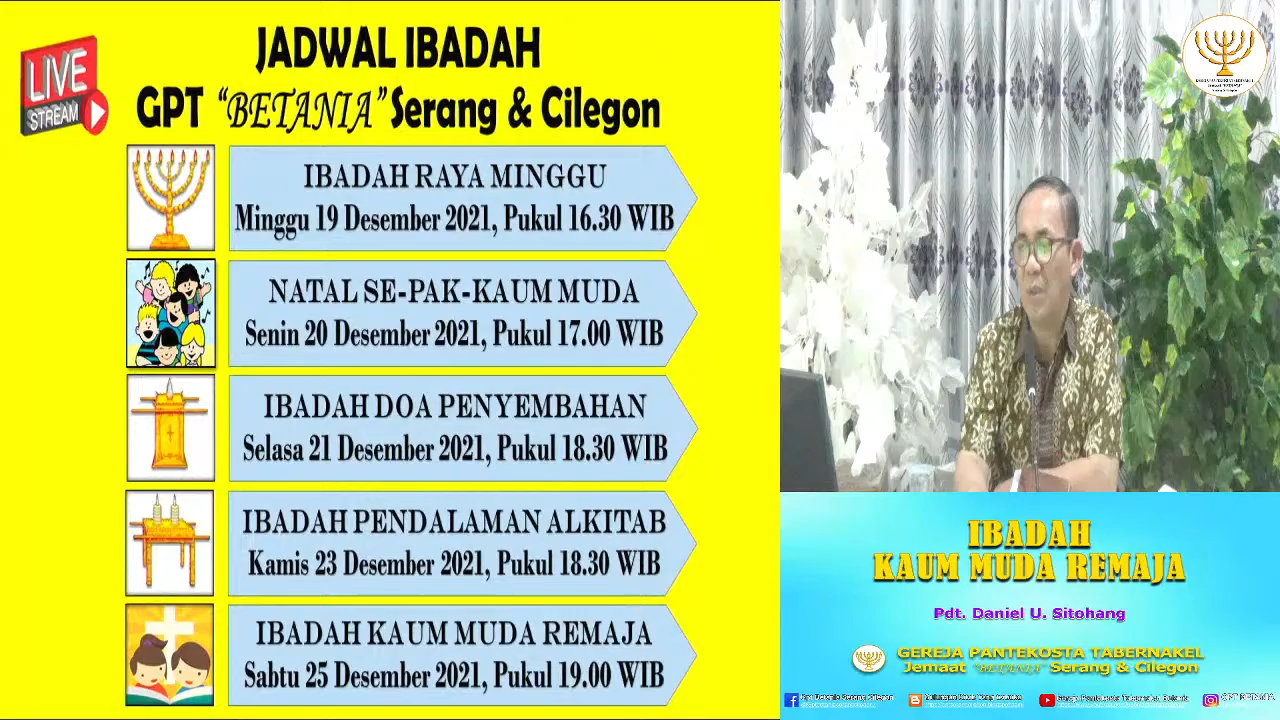 LIVE
STREAM
JADWAL IBADAH
GPT "BETANIA" Serang & Cilegon
IBADAH RAYA MINGGU
Minggu 19 Desember 2021, Pukul 16.30 WIB
NATAL SE-PAK-KAUM MUDA
Senin 20 Desember 2021, Pukul 17.00 WIB
IBADAH DOA PENYEMBAHAN
Selasa 21 Desember 2021, Pukul 18.30 WIB
IBADAH PENDALAMAN ALKITAB
Kamis 23 Desember 2021, Pukul 18.30 WIB
IBADAH KAUM MUDA REMAJA
Sabtu 25 Desember 2021, Pukul 19.00 WIB
IBADAH
KAUM MUDA REMAJA
Pdt. Daniel U. Sitohang
GEREJA PANTEKOSTA TABERNAKEL
Jemaat "BETANIA" Serang & Cilegon